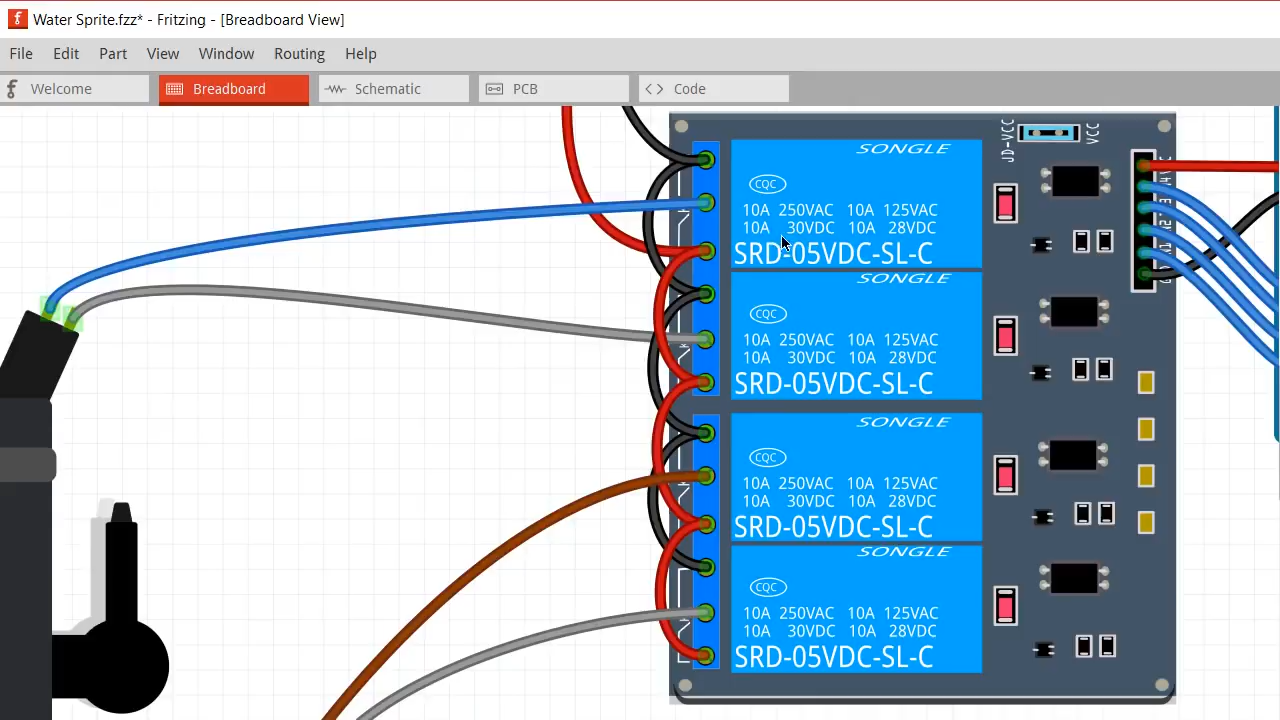 Water Sprite.fzz* - Fritzing - [Breadboard View]
File Edit Part View Window Routing Help
Welcome Breadboard Schematic PCB Code
JD-VCC
VCC
SONGLE
CQC
10A 250VAC 10A 125VAC
10A 30VDC 10A 28VDC
SRD-05VDC-SL-C
SONGLE
CQC
10A 250VAC 10A 125VAC
10A 30VDC 10A 28VDC
SRD-05VDC-SL-C
SONGLE
CQC
10A 250VAC 10A 125VAC
10A 30VDC 10A 28VDC
SRD-05VDC-SL-C
SONGLE
CQC
10A 250VAC 10A 125VAC
10A 30VDC 10A 28VDC
SRD-05VDC-SL-C